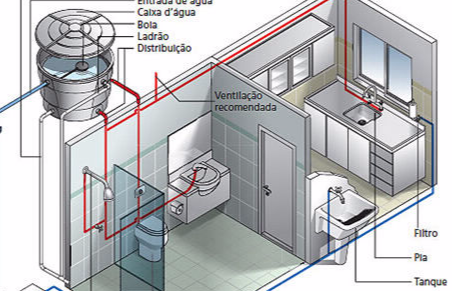 Entrada de água
Caixa d'água
Boia
Ladrão
Distribuição
Ventilação
recomendada
Filtro
Pia
Tanque